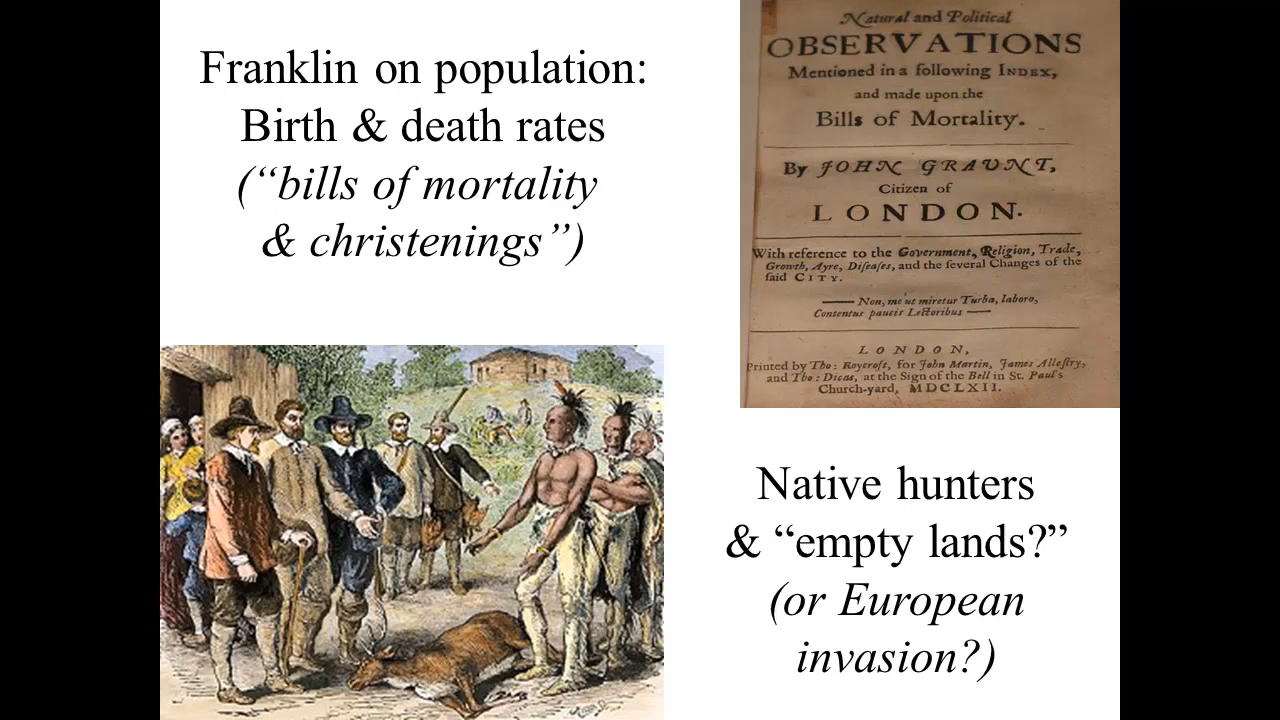 Franklin on population:
Birth & death rates
(“bills of mortality
& christenings”)
Natural and Political
OBSERVATIONS
Mentioned in a following INDEX,
and made upon the
Bills of Mortality.
By JOHN GRAUNT,
Citizen of
LONDON.
With reference to the Government, Religion, Trade,
Growth, Ayre, Diſeaſes, and the ſeveral Changes of the
ſaid CITY.
—— Non, me ut miretur Turba, laboro,
Contentus paucis Lectoribus ——
LONDON,
Printed by Tho: Roycroft, for John Martin, James Alleſtry,
and Tho: Dicas, at the Sign of the Bell in St. Paul's
Church-yard, MDCLXII.
Native hunters
& “empty lands?”
(or European
invasion?)